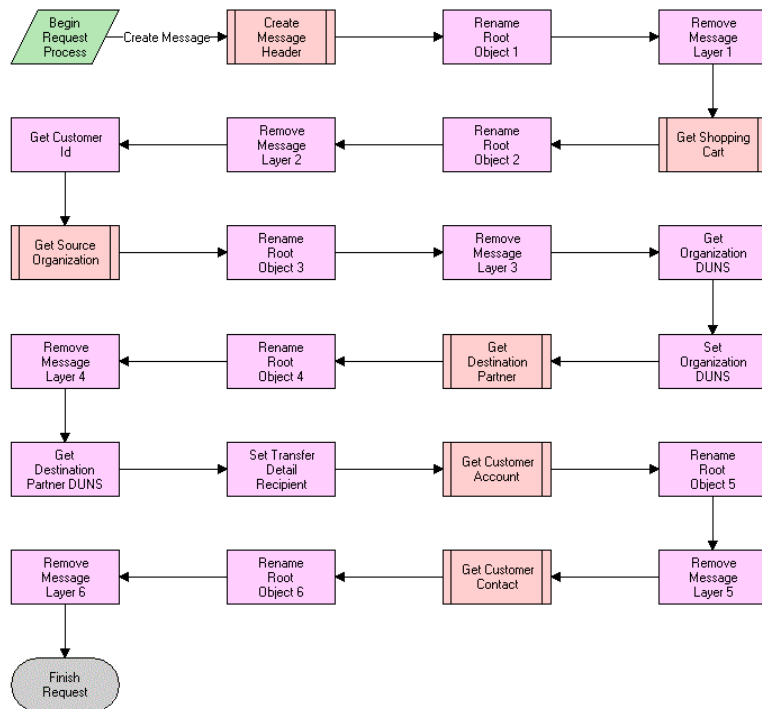 Begin
Request
Process
Create Message
Create
Message
Header
Rename
Root
Object 1
Remove
Message
Layer 1
Get Customer
Id
Remove
Message
Layer 2
Rename
Root
Object 2
Get Shopping
Cart
Get Source
Organization
Rename
Root
Object 3
Remove
Message
Layer 3
Get
Organization
DUNS
Remove
Message
Layer 4
Rename
Root
Object 4
Get
Destination
Partner
Set
Organization
DUNS
Get
Destination
Partner DUNS
Set Transfer
Detail
Recipient
Get Customer
Account
Rename
Root
Object 5
Remove
Message
Layer 6
Rename
Root
Object 6
Get Customer
Contact
Remove
Message
Layer 5
Finish
Request